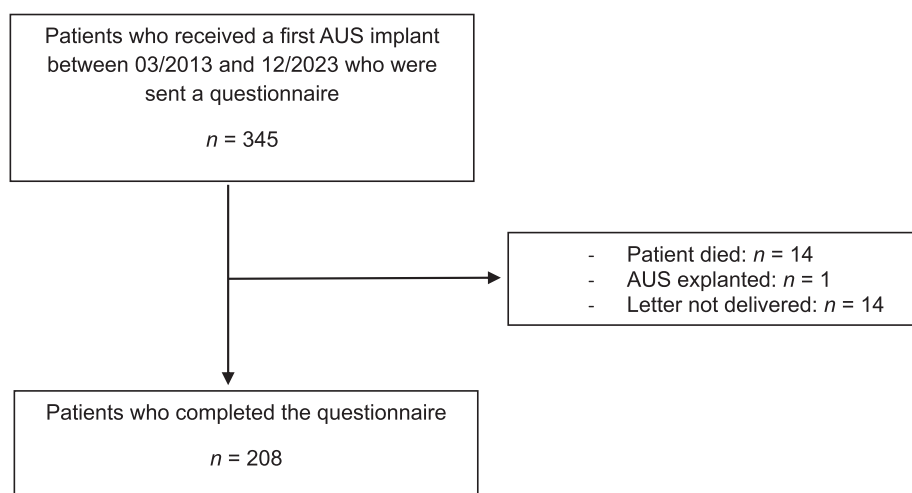 Patients who received a first AUS implant
between 03/2013 and 12/2023 who were
sent a questionnaire
n = 345
- Patient died: n = 14
- AUS explanted: n = 1
- Letter not delivered: n = 14
Patients who completed the questionnaire
n = 208